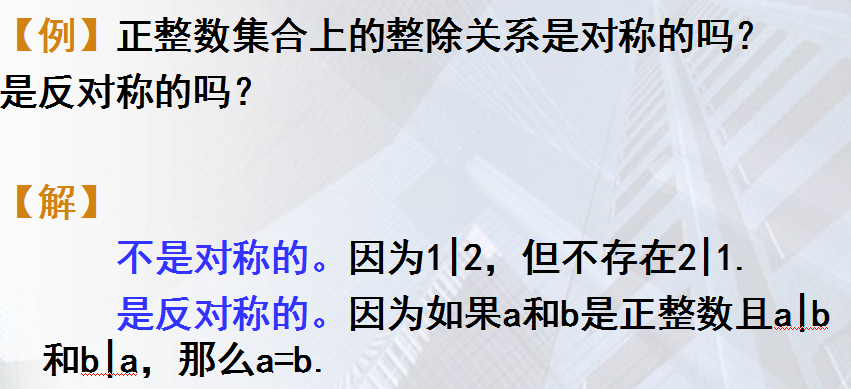 【例】正整数集合上的整除关系是对称的吗？
是反对称的吗？
【解】
不是对称的。因为1|2，但不存在2|1.
是反对称的。因为如果a和b是正整数且a|b
和b|a，那么a=b.